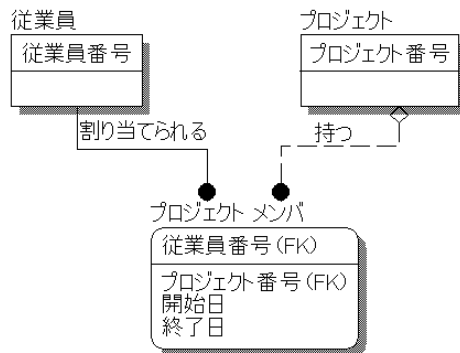 従業員
従業員番号
プロジェクト
プロジェクト番号
割り当てられる
持つ
プロジェクト メンバ
従業員番号(FK)
プロジェクト番号(FK)
開始日
終了日